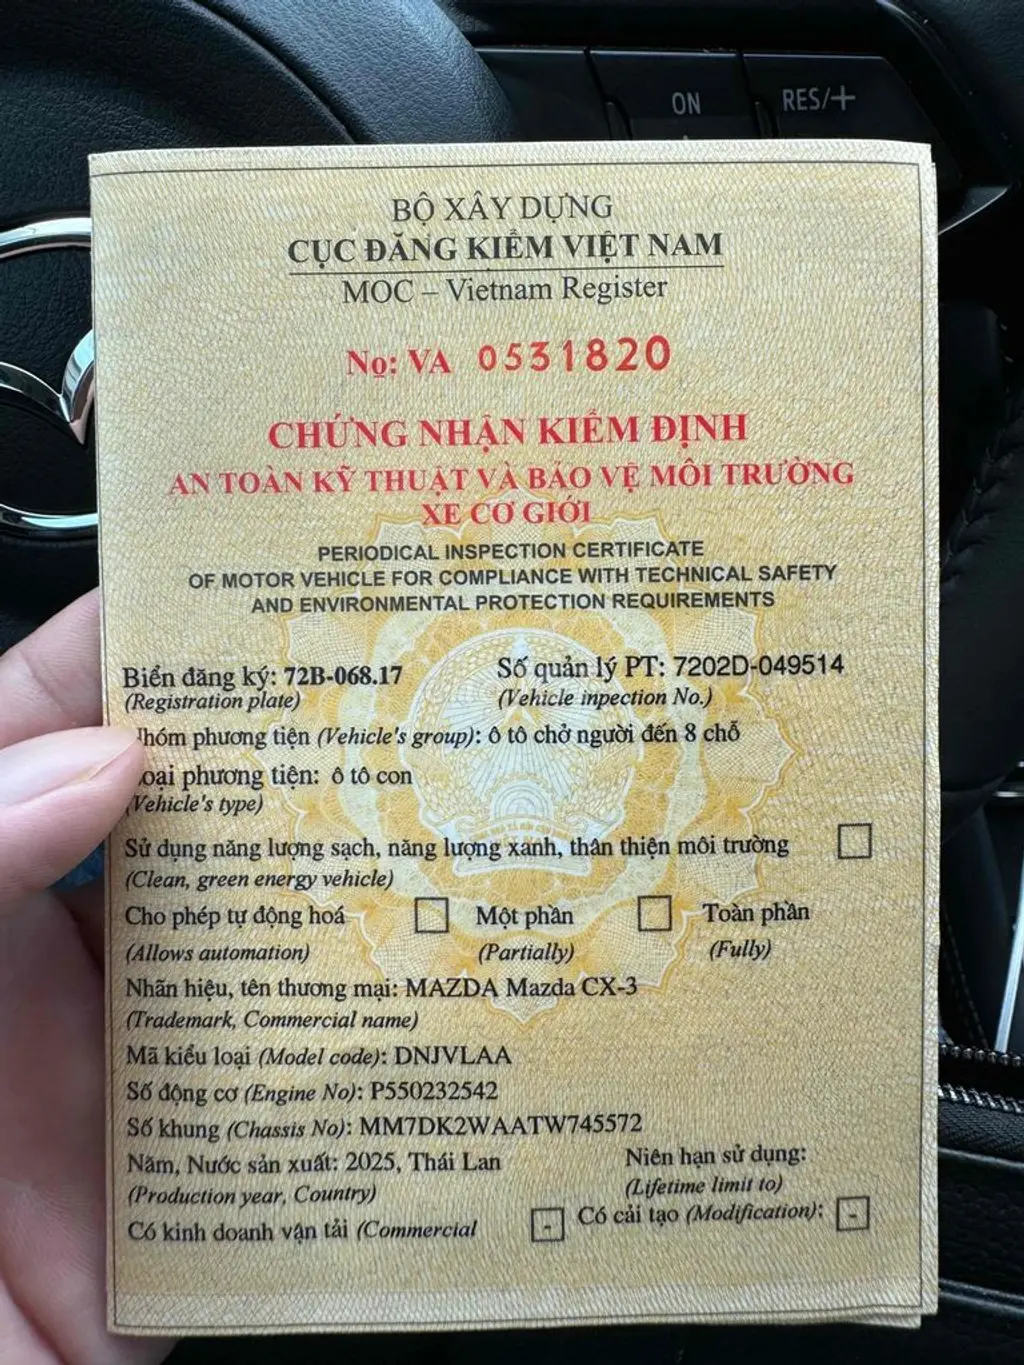 ON
RES/+
BỘ XÂY DỰNG
CỤC ĐĂNG KIỂM VIỆT NAM
MOC – Vietnam Register
No: VA 0531820
CHỨNG NHẬN KIỂM ĐỊNH
AN TOÀN KỸ THUẬT VÀ BẢO VỆ MÔI TRƯỜNG
XE CƠ GIỚI
PERIODICAL INSPECTION CERTIFICATE
OF MOTOR VEHICLE FOR COMPLIANCE WITH TECHNICAL SAFETY
AND ENVIRONMENTAL PROTECTION REQUIREMENTS
Biển đăng ký: 72B-068.17 Số quản lý PT: 7202D-049514
(Registration plate) (Vehicle inpection No.)
hóm phương tiện (Vehicle's group): ô tô chở người đến 8 chỗ
oại phương tiện: ô tô con
(Vehicle's type)
Sử dụng năng lượng sạch, năng lượng xanh, thân thiện môi trường
(Clean, green energy vehicle)
Cho phép tự động hoá Một phần Toàn phần
(Allows automation) (Partially) (Fully)
Nhãn hiệu, tên thương mại: MAZDA Mazda CX-3
(Trademark, Commercial name)
Mã kiểu loại (Model code): DNJVLAA
Số động cơ (Engine No): P550232542
Số khung (Chassis No): MM7DK2WAATW745572
Năm, Nước sản xuất: 2025, Thái Lan Niên hạn sử dụng:
(Production year, Country) (Lifetime limit to)
Có kinh doanh vận tải (Commercial - Có cải tạo (Modification): -